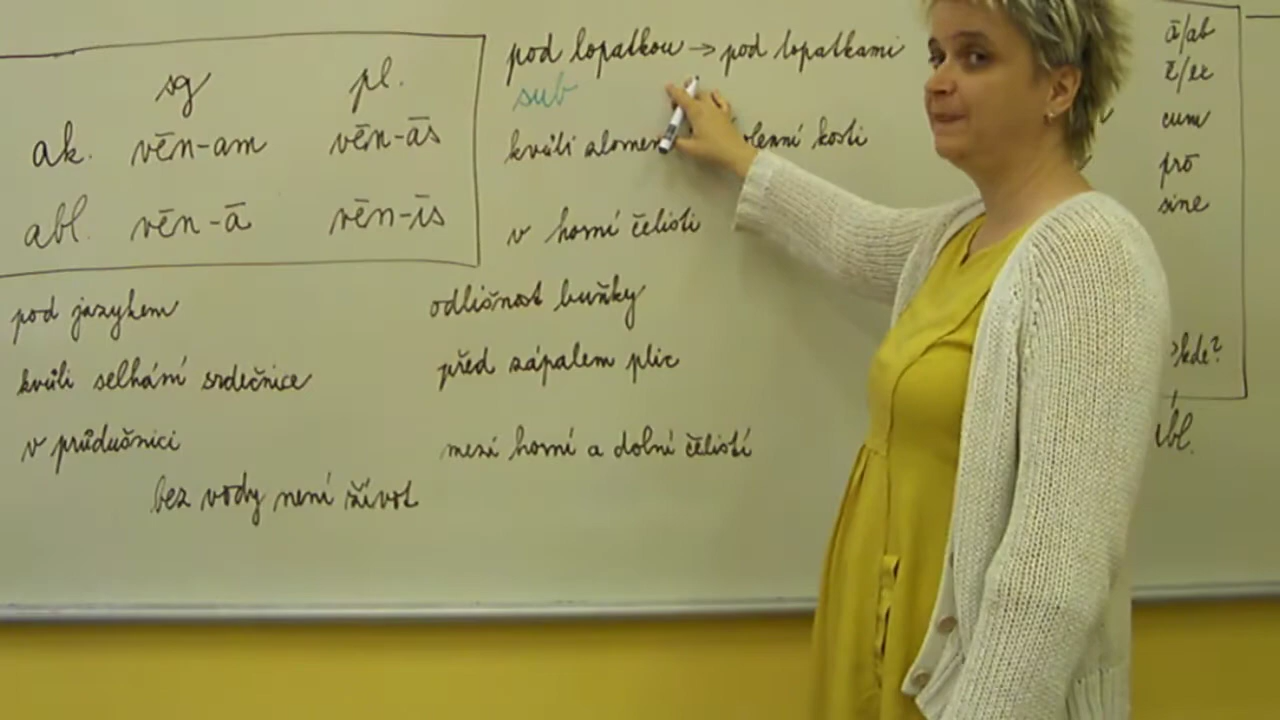 sg pl.
ak. vēn-am vēn-ās
abl. vēn-ā vēn-īs
pod lopatkou → pod lopatkami
sub
kvůli zlomen olenní kosti
v horní čelisti
pod jazykem
odlišnost buňky
kvůli selhání srdečnice
před zápalem plic
v průdušnici
mezi horní a dolní čelistí
bez vody není život
ā/ab
ē/ex
cum
prō
sine
kde?
abl.